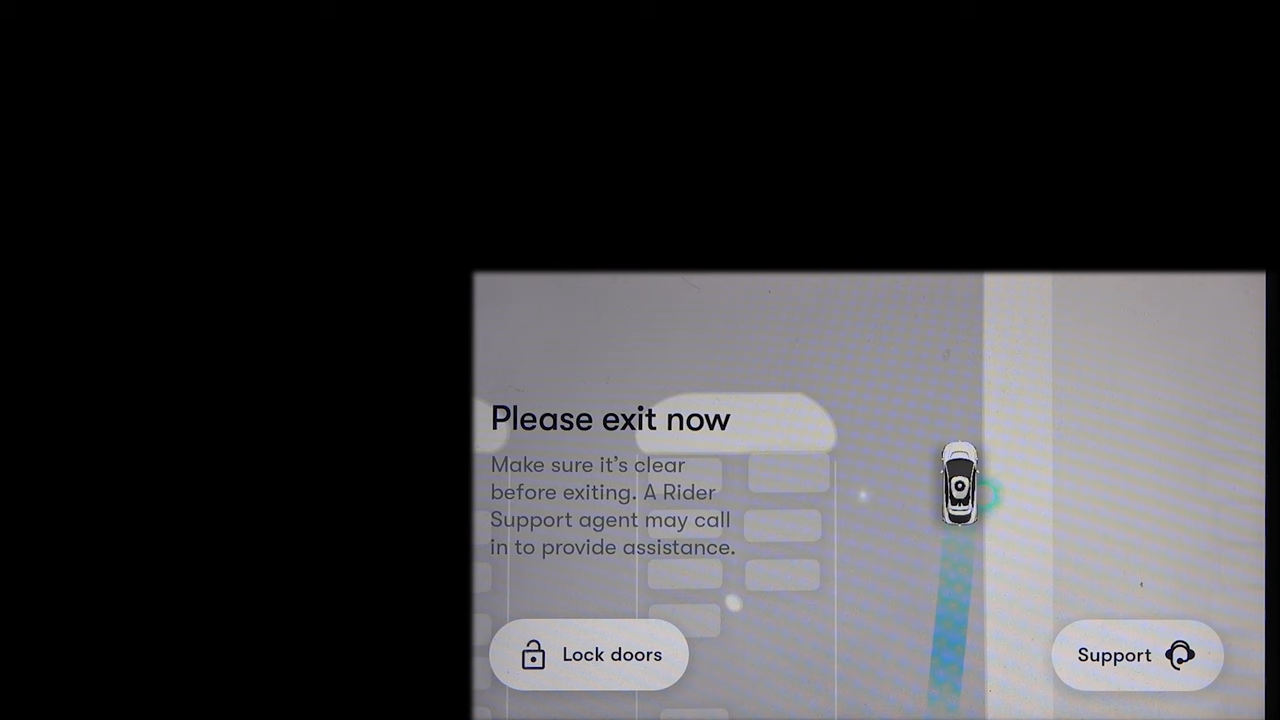 Please exit now
Make sure it's clear
before exiting. A Rider
Support agent may call
in to provide assistance.
Lock doors
Support